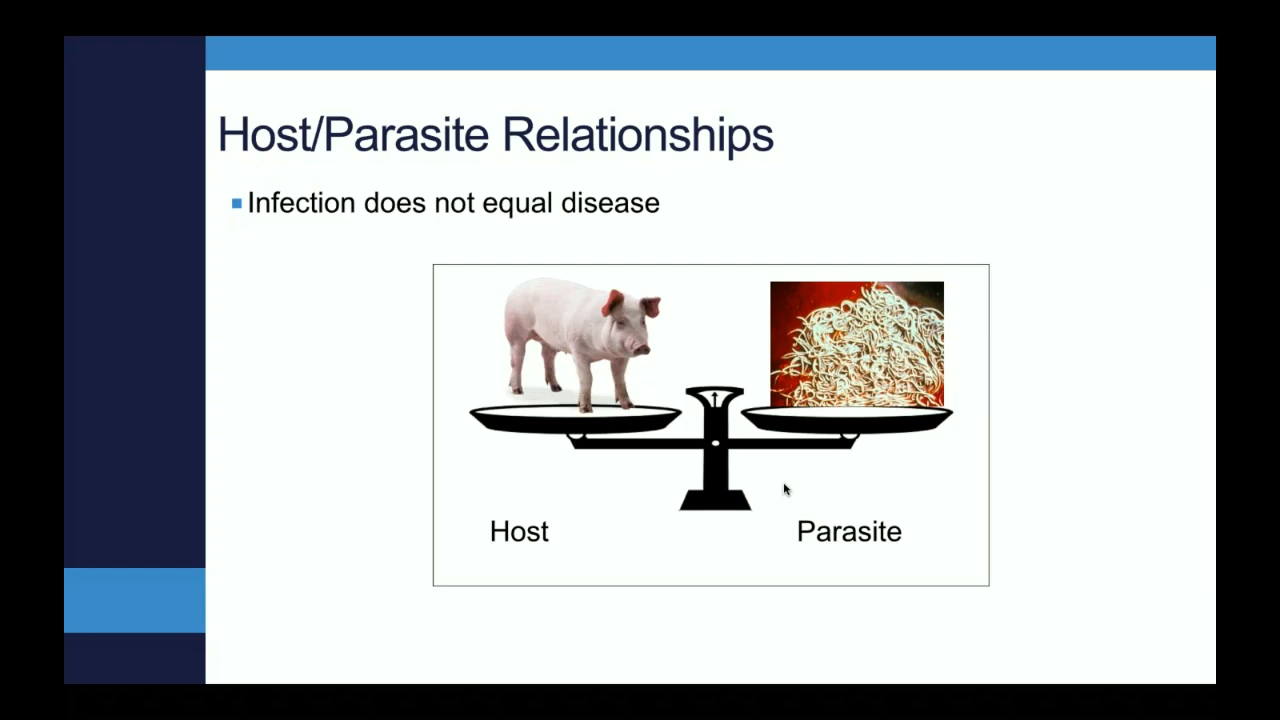 Host/Parasite Relationships
Infection does not equal disease
Host
Parasite